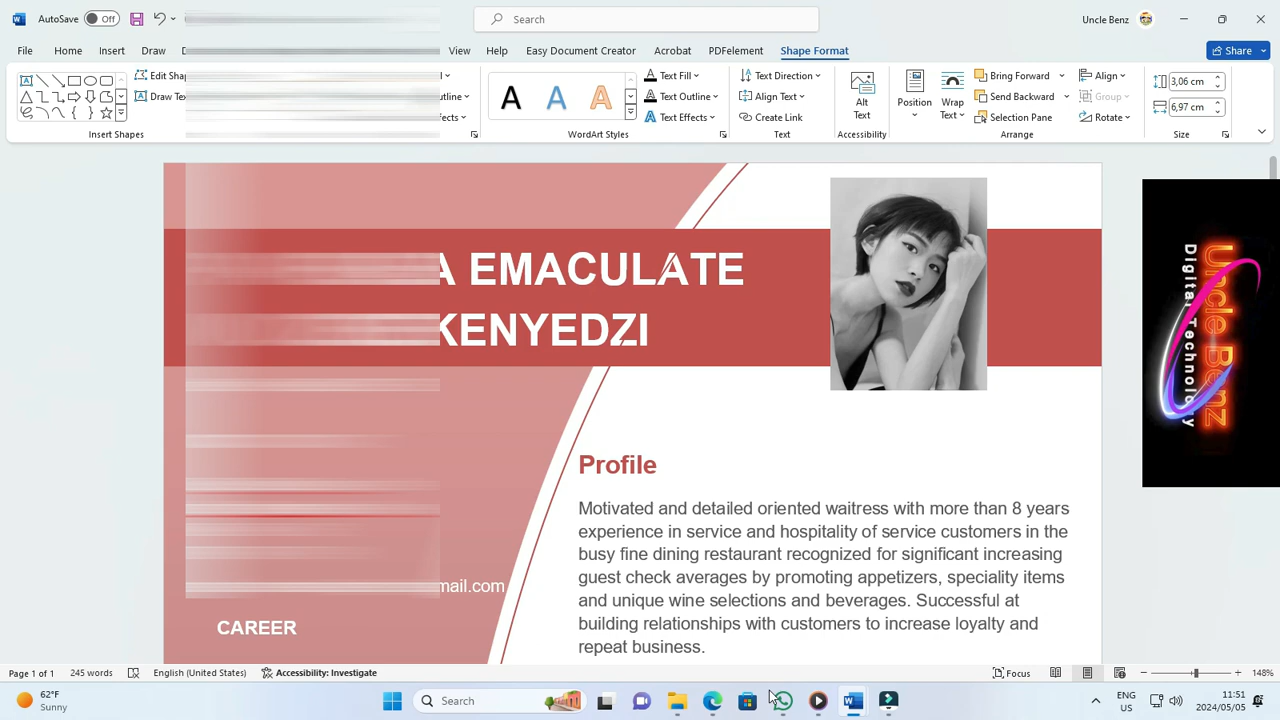 AutoSave Off Search Uncle Benz
File Home Insert Draw View Help Easy Document Creator Acrobat PDFelement Shape Format Share
Text Fill Text Direction Bring Forward Align 3,06 cm
Text Outline Align Text Send Backward Group 6,97 cm
Text Effects Create Link Selection Pane Rotate
Alt Text
Position
Wrap Text
Insert Shapes WordArt Styles Text Accessibility Arrange Size
EMACULATE
KENYEDZI
Uncle Benz
Digital Technology
Profile
Motivated and detailed oriented waitress with more than 8 years
experience in service and hospitality of service customers in the
busy fine dining restaurant recognized for significant increasing
guest check averages by promoting appetizers, speciality items
and unique wine selections and beverages. Successful at
building relationships with customers to increase loyalty and
repeat business.
mail.com
CAREER
Page 1 of 1 245 words English (United States) Accessibility: Investigate Focus 148%
62°F
Sunny
Search
ENG
US
11:51
2024/05/05